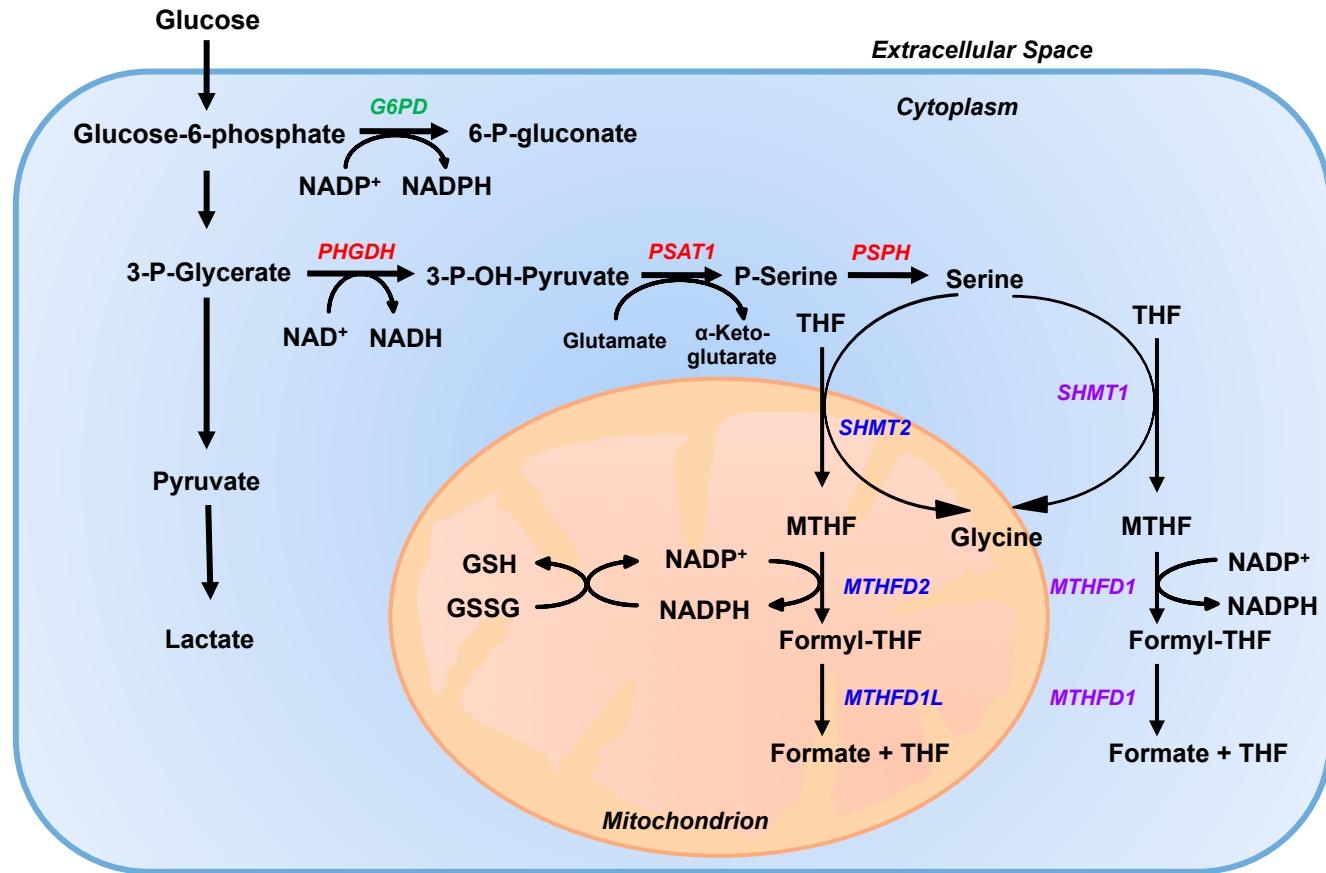 Glucose
Extracellular Space
Cytoplasm
G6PD
Glucose-6-phosphate
6-P-gluconate
NADP⁺
NADPH
PHGDH
PSAT1
PSPH
3-P-Glycerate
3-P-OH-Pyruvate
P-Serine
Serine
NAD⁺
NADH
Glutamate
α-Keto-
glutarate
THF
THF
SHMT1
SHMT2
Pyruvate
MTHF
Glycine
MTHF
GSH
NADP⁺
NADP⁺
MTHFD2
MTHFD1
GSSG
NADPH
NADPH
Formyl-THF
Formyl-THF
Lactate
MTHFD1L
MTHFD1
Formate + THF
Formate + THF
Mitochondrion